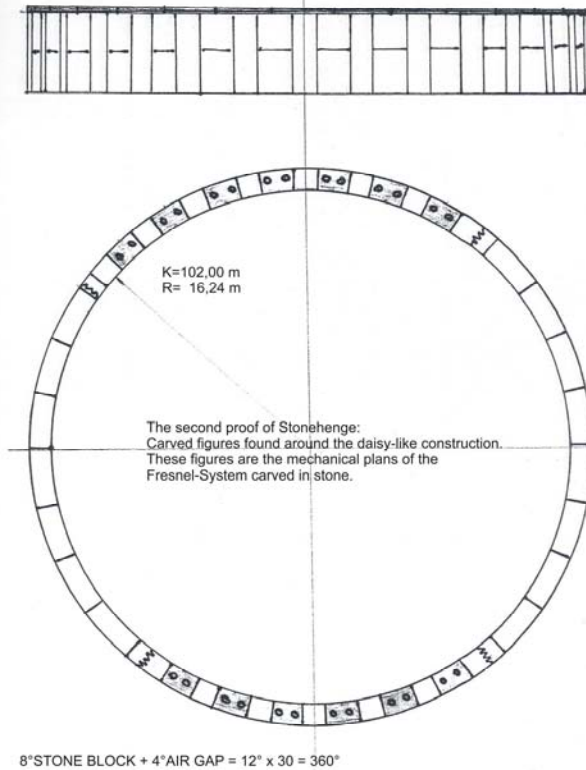 K=102,00 m
R= 16,24 m
The second proof of Stonehenge:
Carved figures found around the daisy-like construction.
These figures are the mechanical plans of the
Fresnel-System carved in stone.
8°STONE BLOCK + 4°AIR GAP = 12° x 30 = 360°